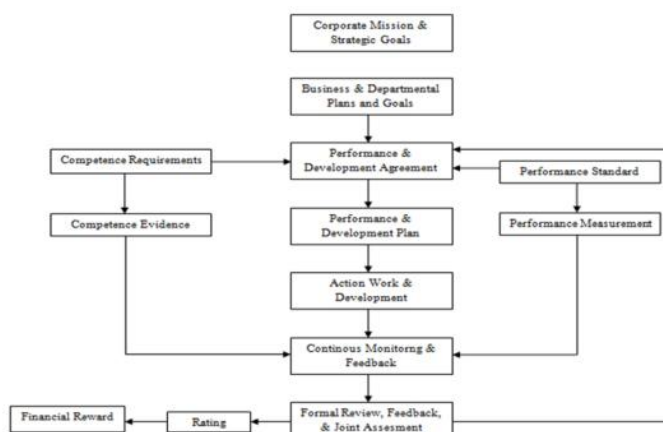 Corporate Mission &
Strategic Goals
Business & Departmental
Plans and Goals
Competence Requirements
Performance &
Development Agreement
Performance Standard
Competence Evidence
Performance &
Development Plan
Performance Measurement
Action Work &
Development
Continous Monitorng &
Feedback
Financial Reward
Rating
Formal Review, Feedback,
& Joint Assesment